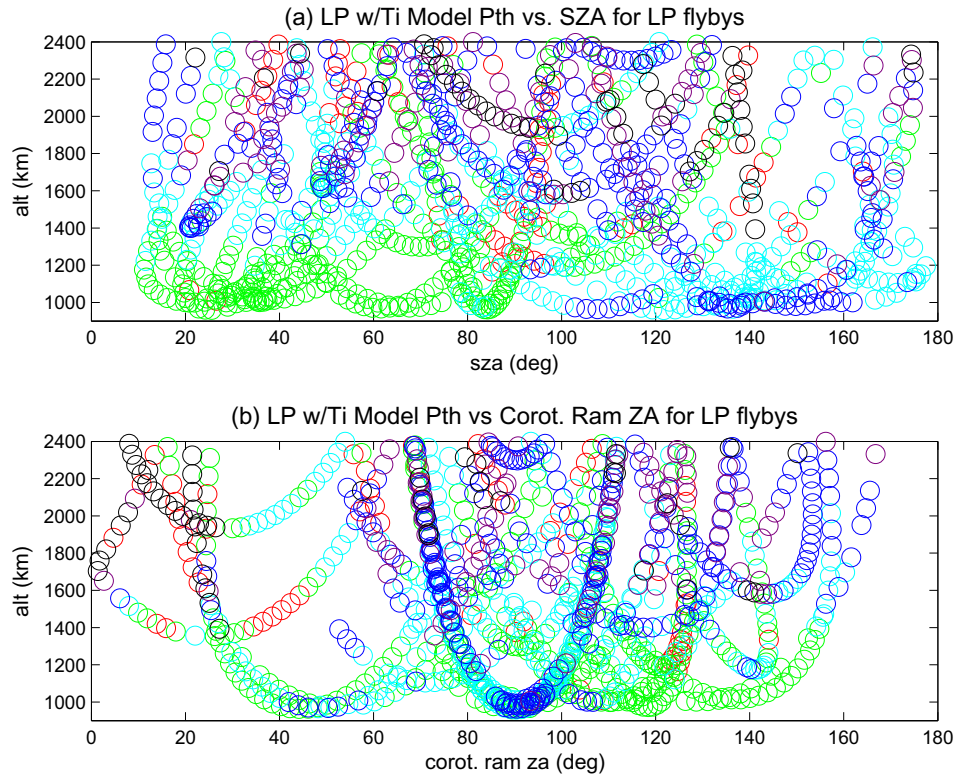 (a) LP w/Ti Model Pth vs. SZA for LP flybys
2400
2200
2000
1800
1600
1400
1200
1000
alt (km)
0 20 40 60 80 100 120 140 160 180
sza (deg)
(b) LP w/Ti Model Pth vs Corot. Ram ZA for LP flybys
2400
2200
2000
1800
1600
1400
1200
1000
alt (km)
0 20 40 60 80 100 120 140 160 180
corot. ram za (deg)